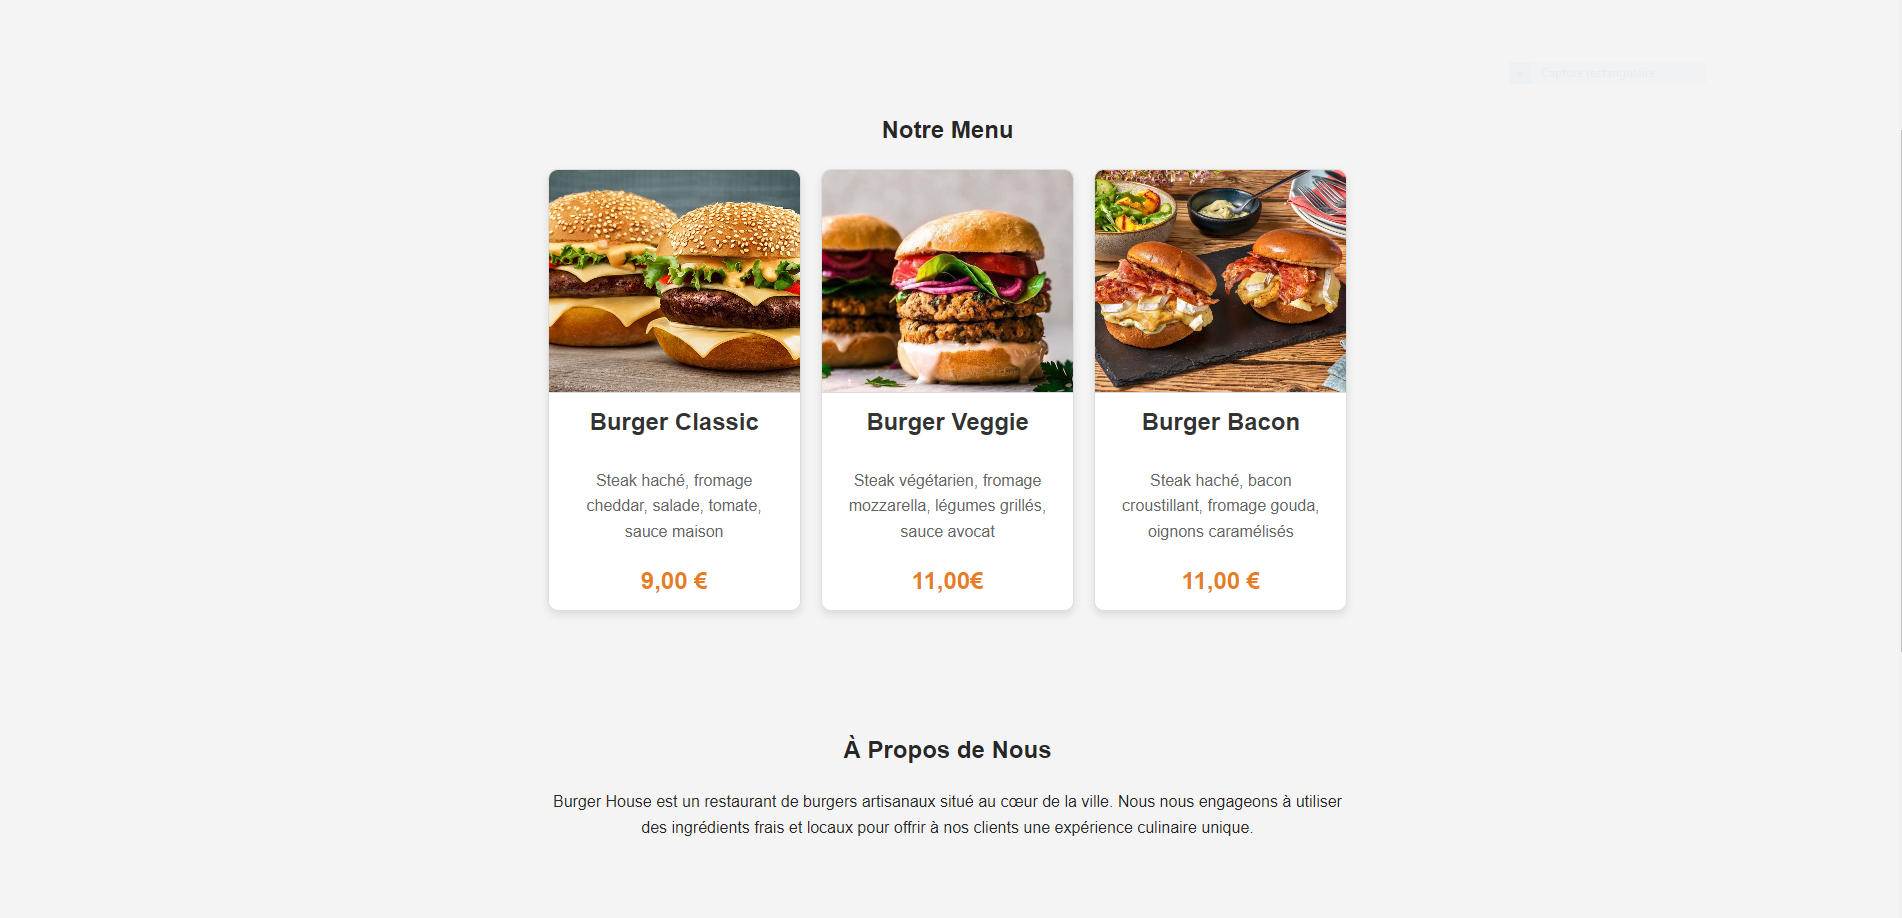 Capture rectangulaire
Notre Menu
Burger Classic
Steak haché, fromage
cheddar, salade, tomate,
sauce maison
9,00 €
Burger Veggie
Steak végétarien, fromage
mozzarella, légumes grillés,
sauce avocat
11,00€
Burger Bacon
Steak haché, bacon
croustillant, fromage gouda,
oignons caramélisés
11,00 €
À Propos de Nous
Burger House est un restaurant de burgers artisanaux situé au cœur de la ville. Nous nous engageons à utiliser
des ingrédients frais et locaux pour offrir à nos clients une expérience culinaire unique.